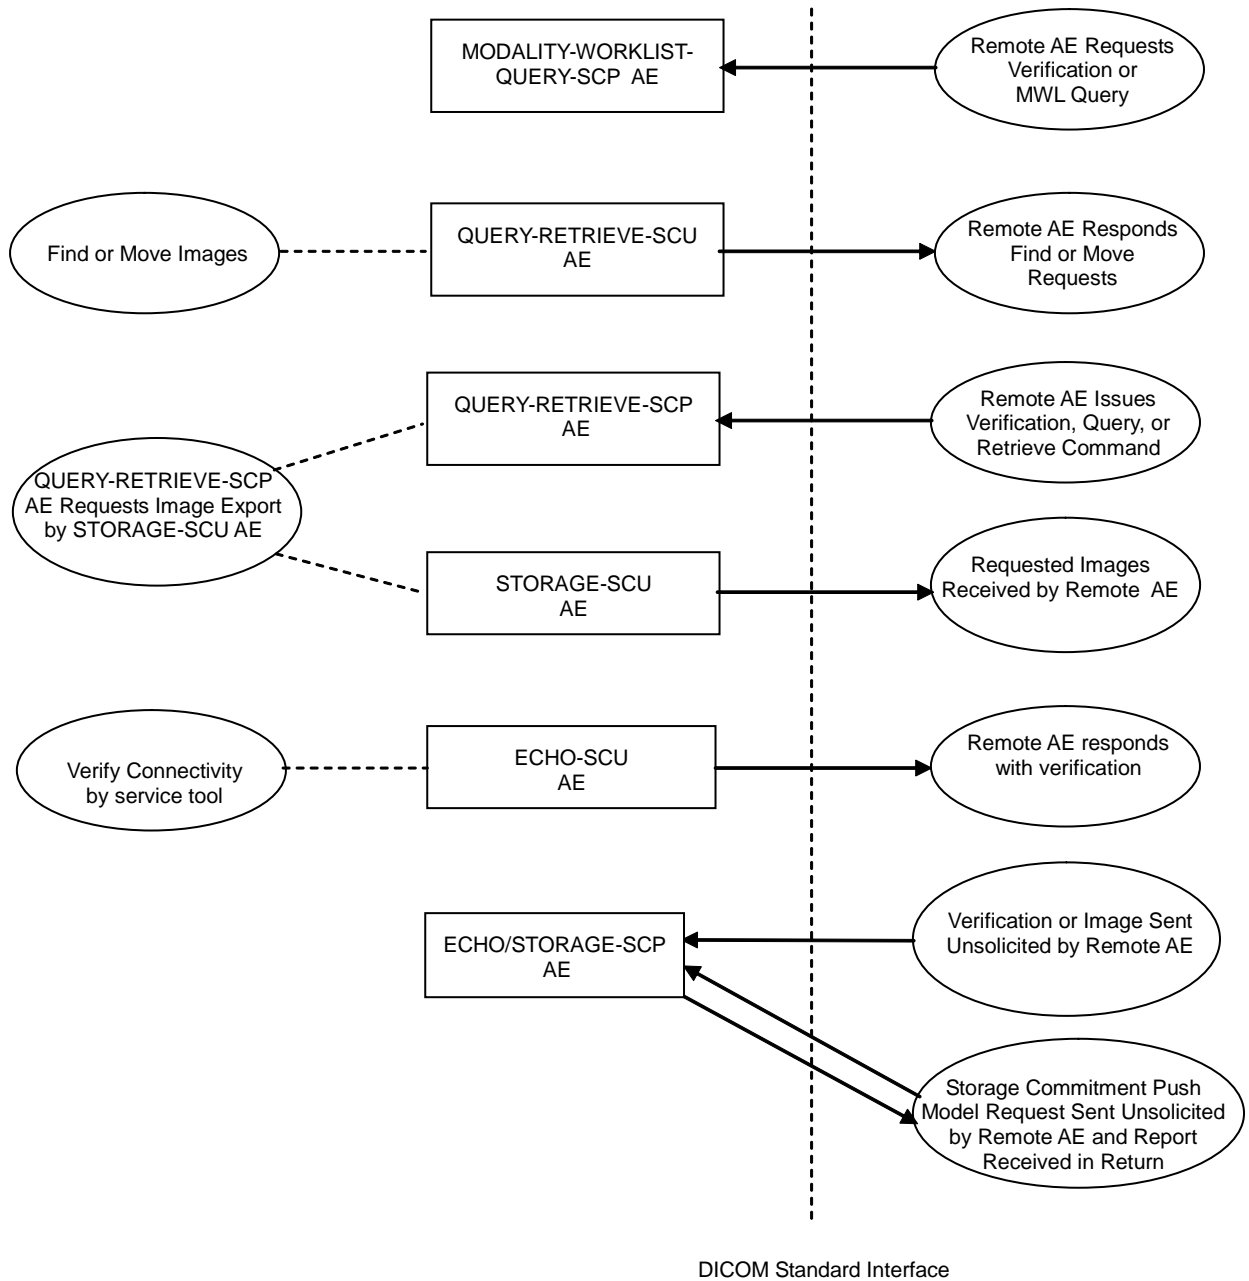 MODALITY-WORKLIST-
QUERY-SCP AE
Remote AE Requests
Verification or
MWL Query
Find or Move Images
QUERY-RETRIEVE-SCU
AE
Remote AE Responds
Find or Move
Requests
QUERY-RETRIEVE-SCP
AE
Remote AE Issues
Verification, Query, or
Retrieve Command
QUERY-RETRIEVE-SCP
AE Requests Image Export
by STORAGE-SCU AE
STORAGE-SCU
AE
Requested Images
Received by Remote AE
Verify Connectivity
by service tool
ECHO-SCU
AE
Remote AE responds
with verification
ECHO/STORAGE-SCP
AE
Verification or Image Sent
Unsolicited by Remote AE
Storage Commitment Push
Model Request Sent Unsolicited
by Remote AE and Report
Received in Return
DICOM Standard Interface